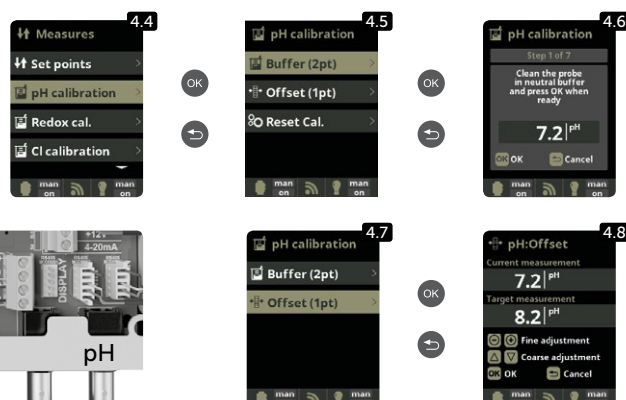 4.4
Measures
Set points
pH calibration
Redox cal.
Cl calibration
man on
man on
OK
4.5
pH calibration
Buffer (2pt)
Offset (1pt)
Reset Cal.
man on
man on
OK
4.6
pH calibration
Step 1 of 7
Clean the probe
in neutral buffer
and press OK when
ready
7.2 pH
OK OK
Cancel
man on
man on
+12v
4-20mA
RS485
DISPLAY
pH
4.7
pH calibration
Buffer (2pt)
Offset (1pt)
man
man
OK
4.8
pH:Offset
Current measurement
7.2 pH
Target measurement
8.2 pH
Fine adjustment
Coarse adjustment
OK OK
Cancel
man
man